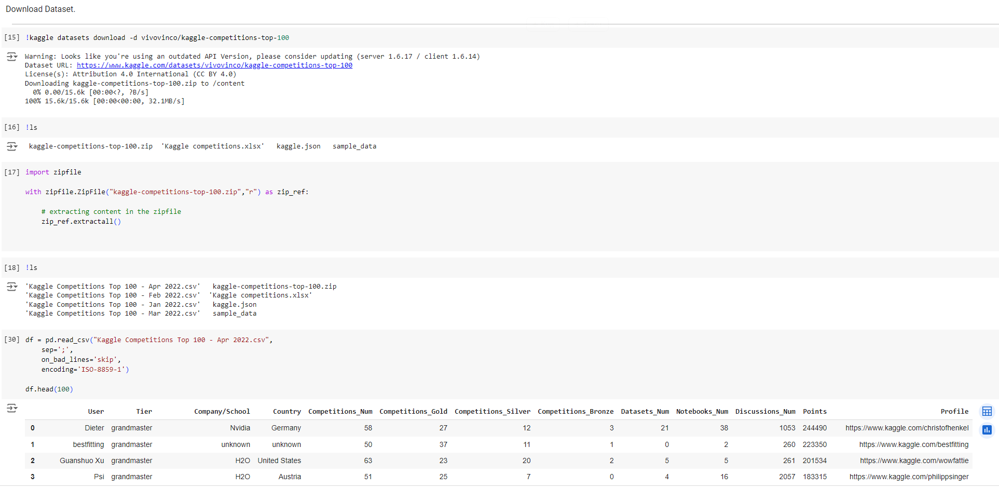 Download Dataset.
[15] !kaggle datasets download -d vivovinco/kaggle-competitions-top-100
Warning: Looks like you're using an outdated API Version, please consider updating (server 1.6.17 / client 1.6.14)
Dataset URL: https://www.kaggle.com/datasets/vivovinco/kaggle-competitions-top-100
License(s): Attribution 4.0 International (CC BY 4.0)
Downloading kaggle-competitions-top-100.zip to /content
  0% 0.00/15.6k [00:00<?, ?B/s]
100% 15.6k/15.6k [00:00<00:00, 32.1MB/s]
[16] !ls
kaggle-competitions-top-100.zip  'Kaggle competitions.xlsx'   kaggle.json   sample_data
[17] import zipfile
with zipfile.ZipFile("kaggle-competitions-top-100.zip","r") as zip_ref:
    # extracting content in the zipfile
    zip_ref.extractall()
[18] !ls
'Kaggle Competitions Top 100 - Apr 2022.csv'   kaggle-competitions-top-100.zip
'Kaggle Competitions Top 100 - Feb 2022.csv'  'Kaggle competitions.xlsx'
'Kaggle Competitions Top 100 - Jan 2022.csv'   kaggle.json
'Kaggle Competitions Top 100 - Mar 2022.csv'   sample_data
[30] df = pd.read_csv("Kaggle Competitions Top 100 - Apr 2022.csv",
    sep=';',
    on_bad_lines='skip',
    encoding='ISO-8859-1')
df.head(100)
User Tier Company/School Country Competitions_Num Competitions_Gold Competitions_Silver Competitions_Bronze Datasets_Num Notebooks_Num Discussions_Num Points Profile
0 Dieter grandmaster Nvidia Germany 58 27 12 3 21 38 1053 244490 https://www.kaggle.com/christofhenkel
1 bestfitting grandmaster unknown unknown 50 37 11 1 0 2 260 223350 https://www.kaggle.com/bestfitting
2 Guanshuo Xu grandmaster H2O United States 63 23 20 2 5 5 261 201534 https://www.kaggle.com/wowfattie
3 Psi grandmaster H2O Austria 51 25 7 0 4 16 2057 183315 https://www.kaggle.com/philippsinger